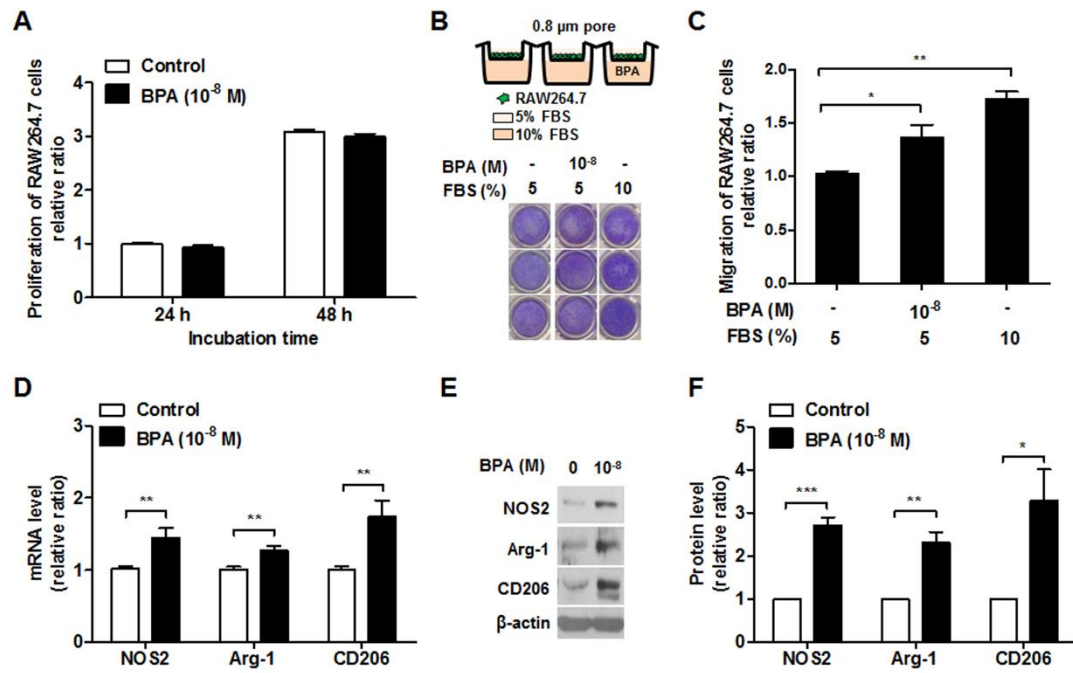 A
Control
BPA (10⁻⁸ M)
Proliferation of RAW264.7 cells
relative ratio
4
3
2
1
0
24 h
48 h
Incubation time
B
0.8 µm pore
BPA
RAW264.7
5% FBS
10% FBS
BPA (M) - 10⁻⁸ -
FBS (%) 5 5 10
C
Migration of RAW264.7 cells
relative ratio
2.0
1.5
1.0
0.5
0.0
**
*
BPA (M) - 10⁻⁸ -
FBS (%) 5 5 10
D
Control
BPA (10⁻⁸ M)
mRNA level
(relative ratio)
3
2
1
0
**
**
**
NOS2 Arg-1 CD206
E
BPA (M) 0 10⁻⁸
NOS2
Arg-1
CD206
β-actin
F
Control
BPA (10⁻⁸ M)
Protein level
(relative ratio)
5
4
3
2
1
0
***
**
*
NOS2 Arg-1 CD206